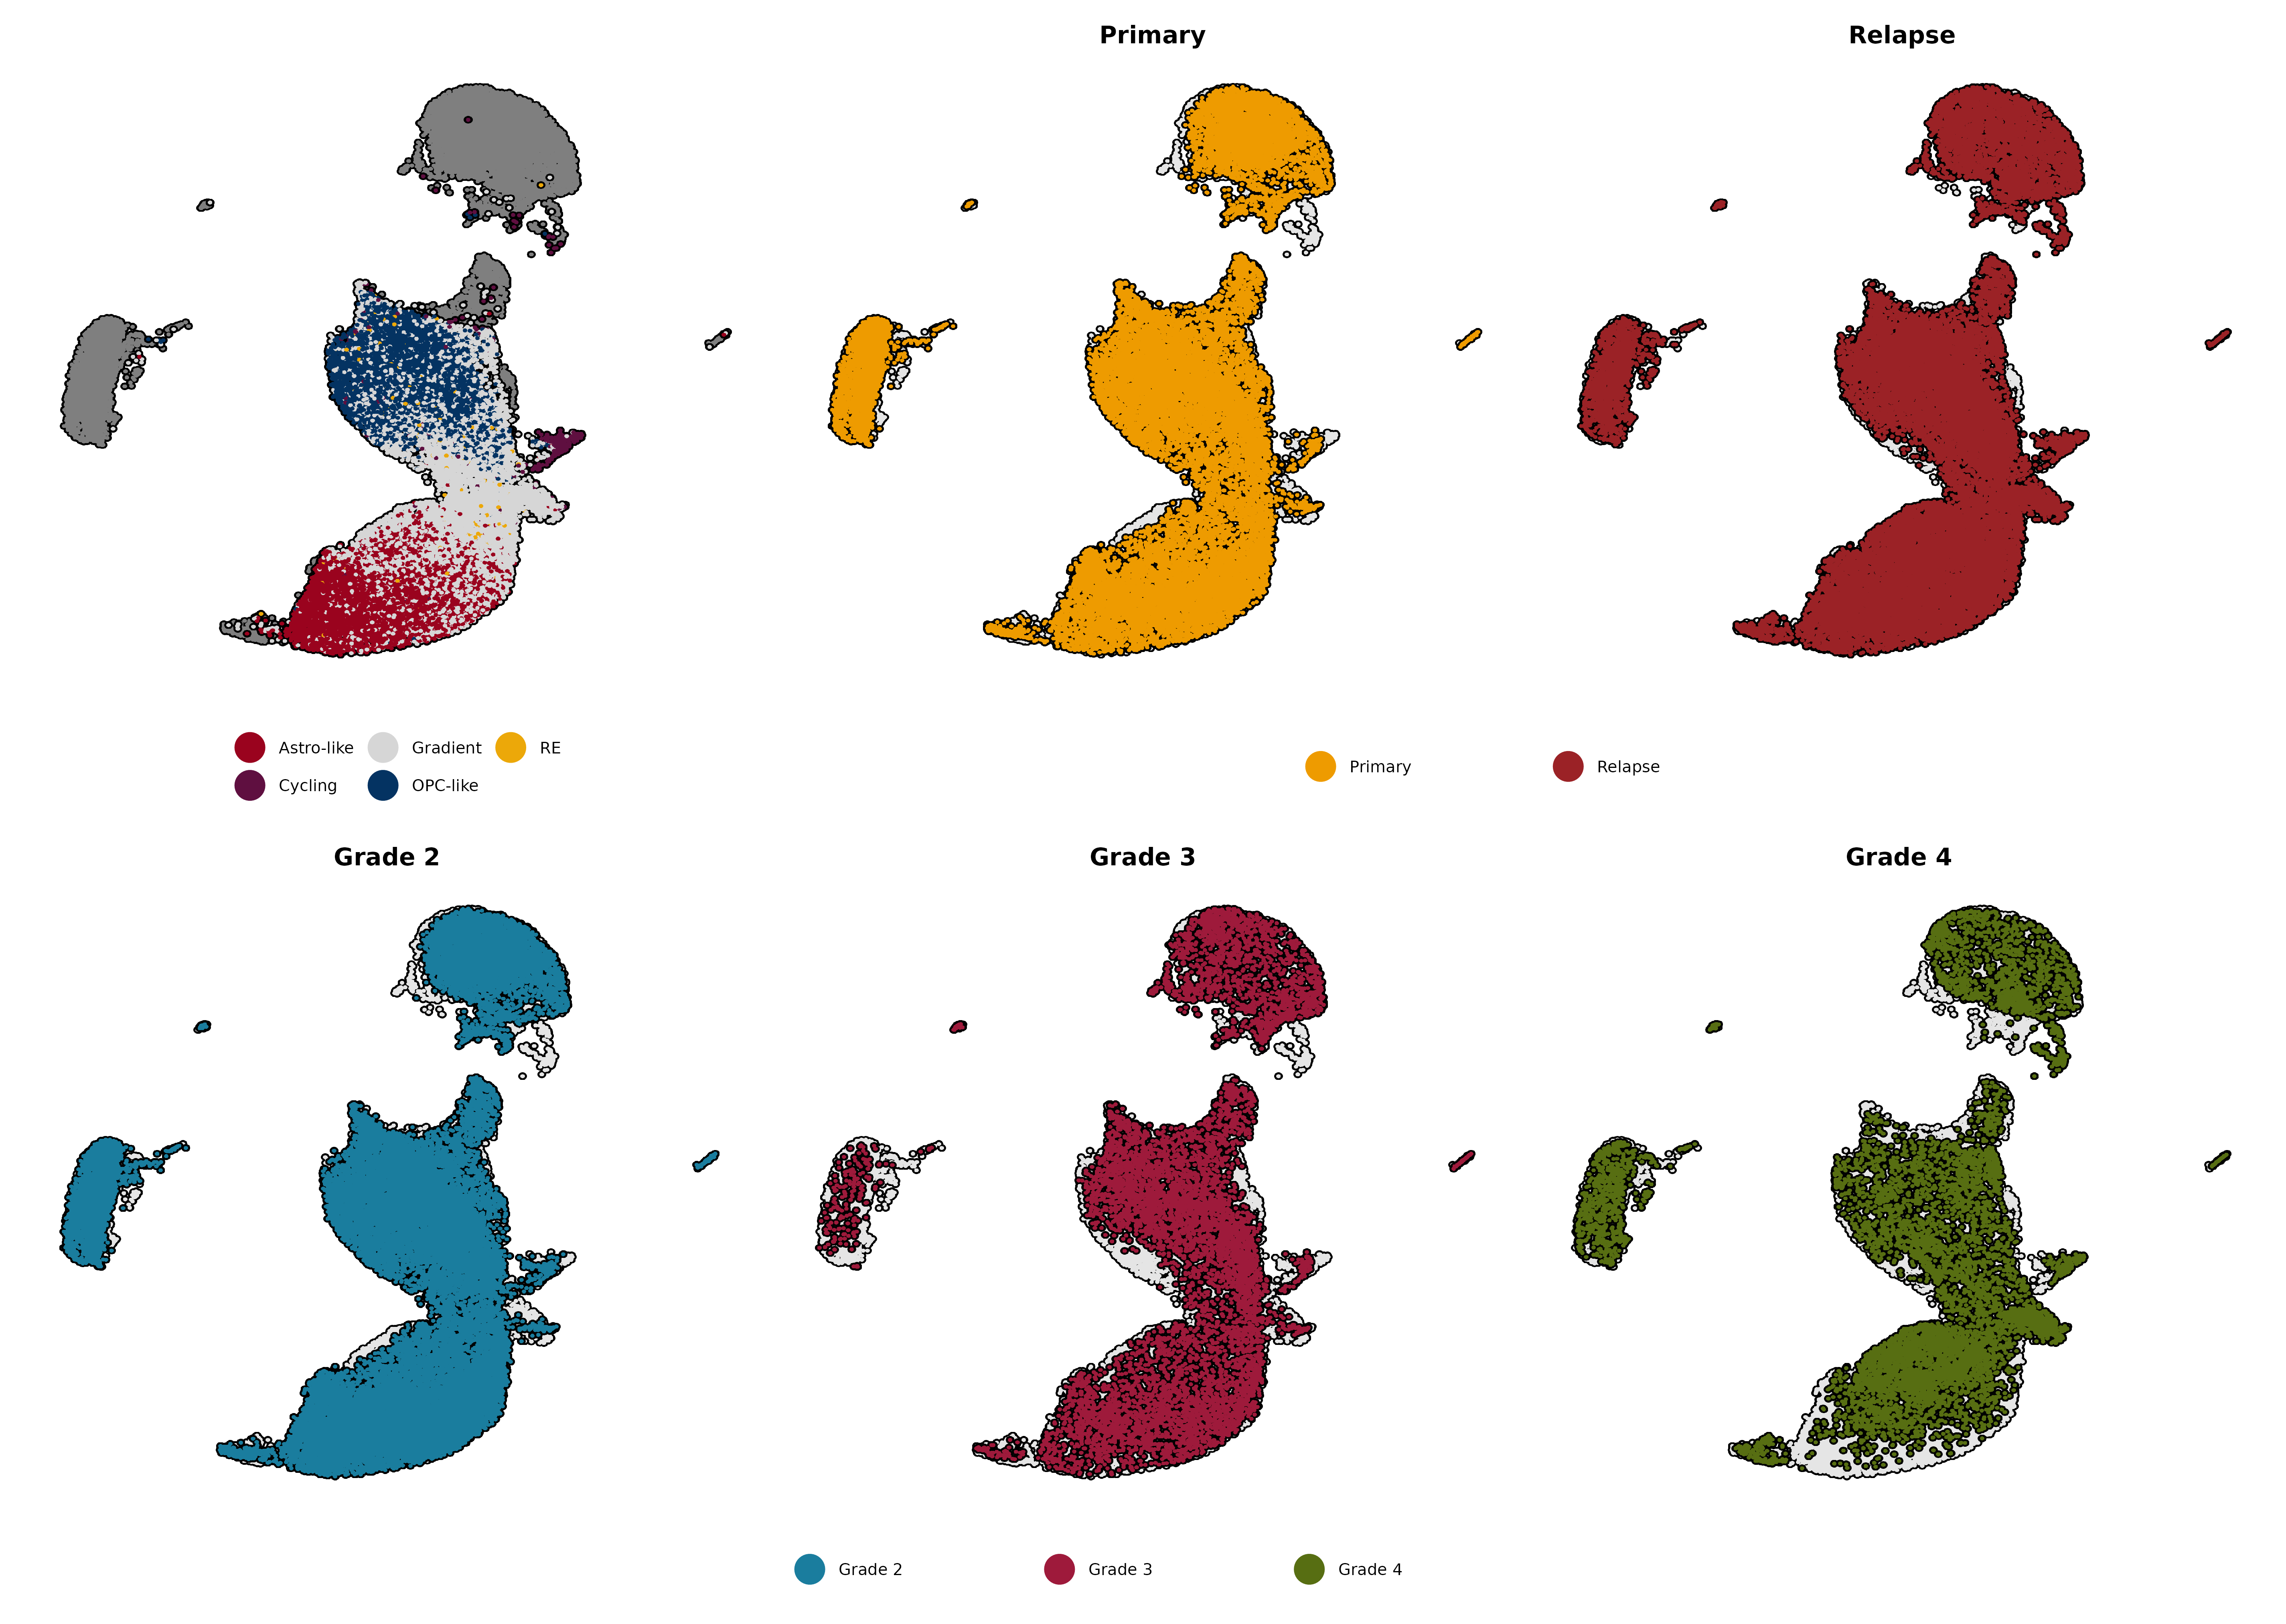 Primary
Relapse
Astro-like
Gradient
RE
Cycling
OPC-like
Primary
Relapse
Grade 2
Grade 3
Grade 4
Grade 2
Grade 3
Grade 4